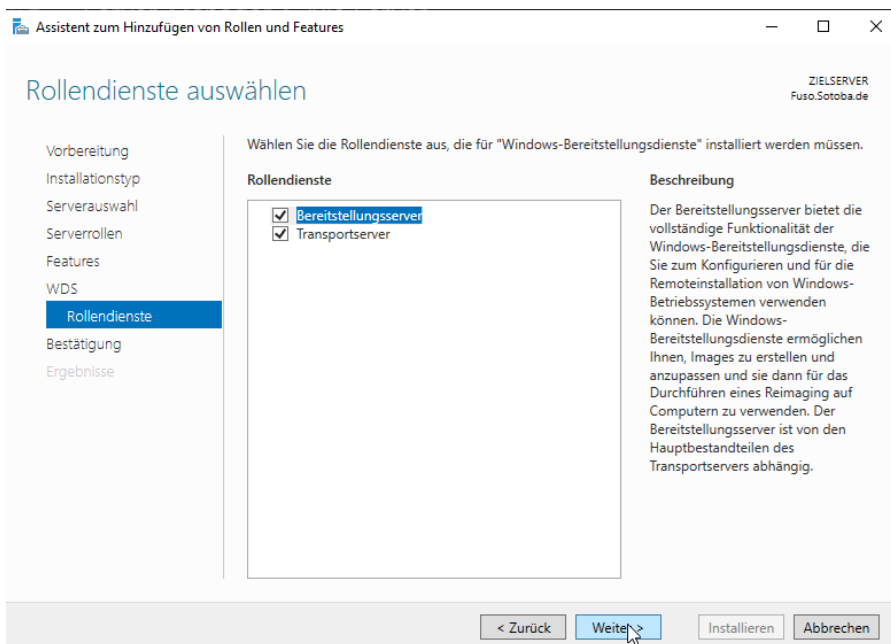 Assistent zum Hinzufügen von Rollen und Features
Rollendienste auswählen
ZIELSERVER
Fuso.Sotoba.de
Vorbereitung
Installationstyp
Serverauswahl
Serverrollen
Features
WDS
Rollendienste
Bestätigung
Ergebnisse
Wählen Sie die Rollendienste aus, die für "Windows-Bereitstellungsdienste" installiert werden müssen.
Rollendienste
Bereitstellungsserver
Transportserver
Beschreibung
Der Bereitstellungsserver bietet die
vollständige Funktionalität der
Windows-Bereitstellungsdienste, die
Sie zum Konfigurieren und für die
Remoteinstallation von Windows-
Betriebssystemen verwenden
können. Die Windows-
Bereitstellungsdienste ermöglichen
Ihnen, Images zu erstellen und
anzupassen und sie dann für das
Durchführen eines Reimaging auf
Computern zu verwenden. Der
Bereitstellungsserver ist von den
Hauptbestandteilen des
Transportservers abhängig.
< Zurück
Weiter >
Installieren
Abbrechen